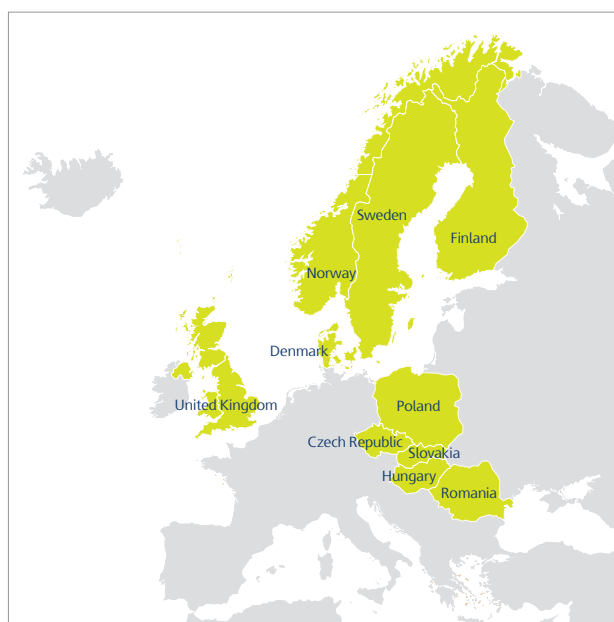 Sweden
Finland
Norway
Denmark
United Kingdom
Poland
Czech Republic
Slovakia
Hungary
Romania